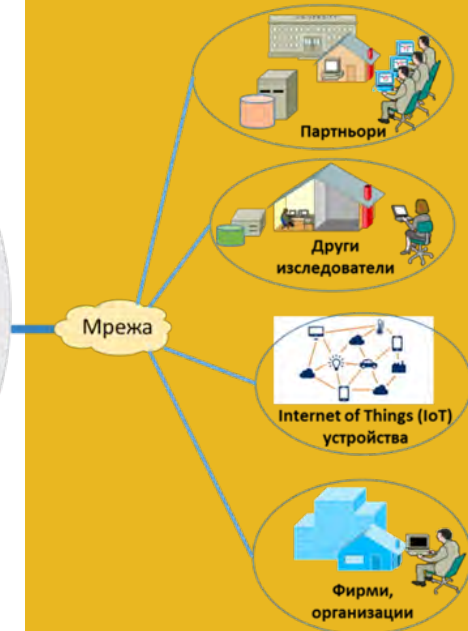 Партньори
Други
изследователи
Мрежа
Internet of Things (IoT)
устройства
Фирми,
организации